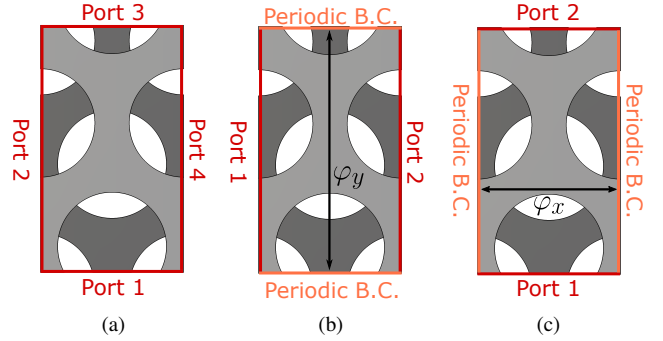 Port 3
Port 2
Port 4
Port 1
(a)
Periodic B.C.
Port 1
φy
Port 2
Periodic B.C.
(b)
Port 2
Periodic B.C.
φx
Periodic B.C.
Port 1
(c)